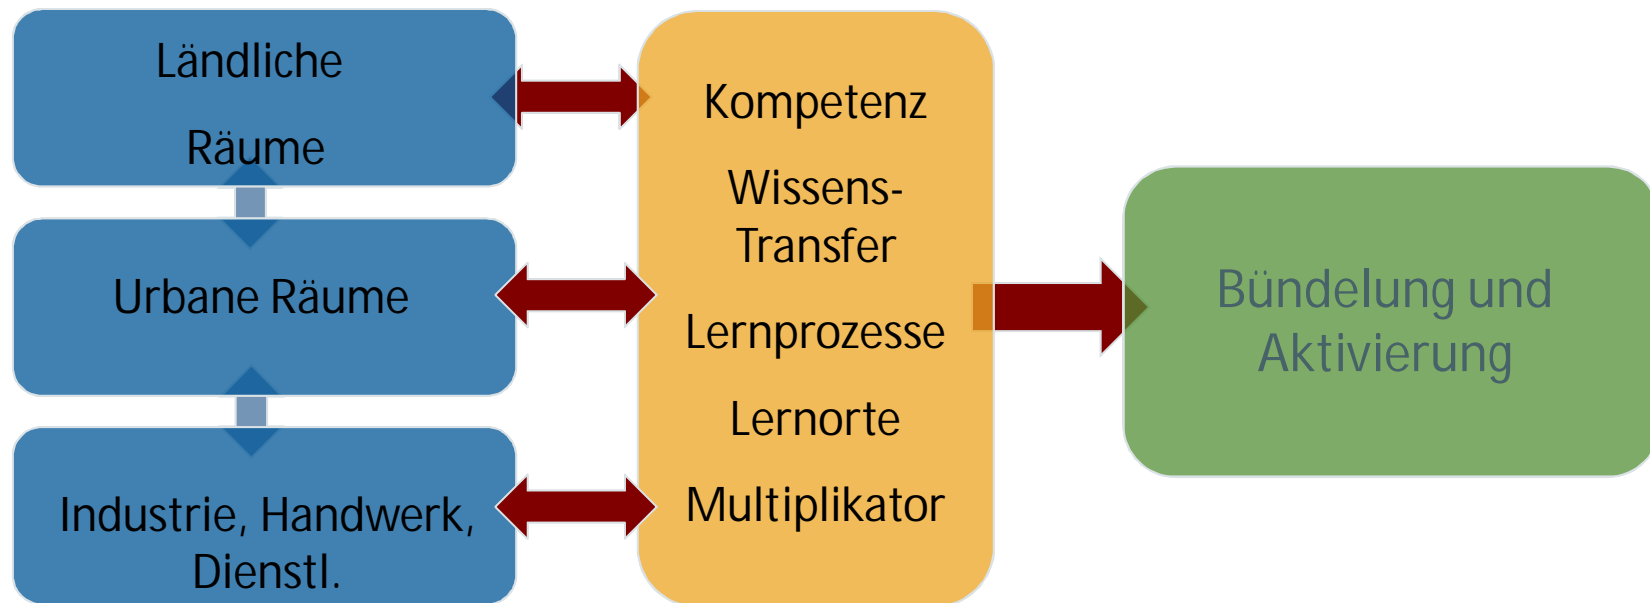 Ländliche
Räume
Urbane Räume
Industrie, Handwerk,
Dienstl.
Kompetenz
Wissens-
Transfer
Lernprozesse
Lernorte
Multiplikator
Bündelung und
Aktivierung